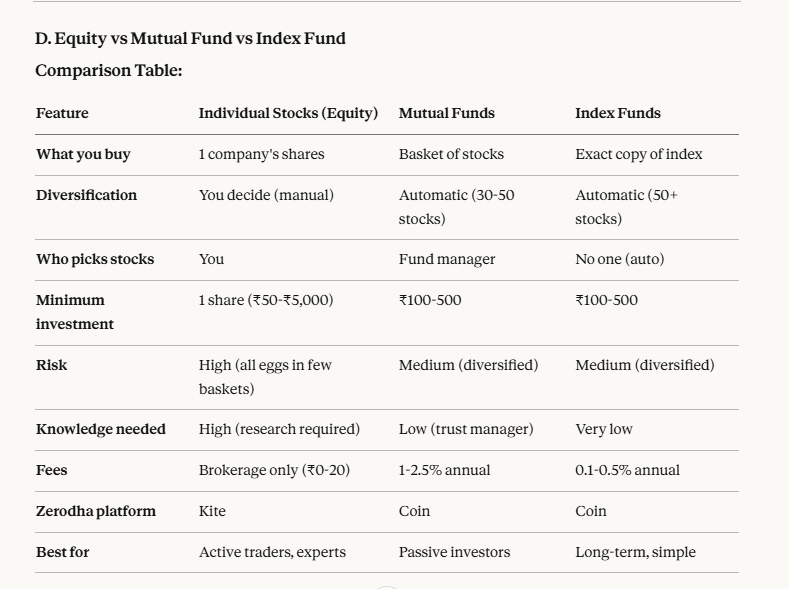 D. Equity vs Mutual Fund vs Index Fund
Comparison Table:
Feature Individual Stocks (Equity) Mutual Funds Index Funds
What you buy 1 company's shares Basket of stocks Exact copy of index
Diversification You decide (manual) Automatic (30-50 Automatic (50+
stocks) stocks)
Who picks stocks You Fund manager No one (auto)
Minimum 1 share (₹50-₹5,000) ₹100-500 ₹100-500
investment
Risk High (all eggs in few Medium (diversified) Medium (diversified)
baskets)
Knowledge needed High (research required) Low (trust manager) Very low
Fees Brokerage only (₹0-20) 1-2.5% annual 0.1-0.5% annual
Zerodha platform Kite Coin Coin
Best for Active traders, experts Passive investors Long-term, simple